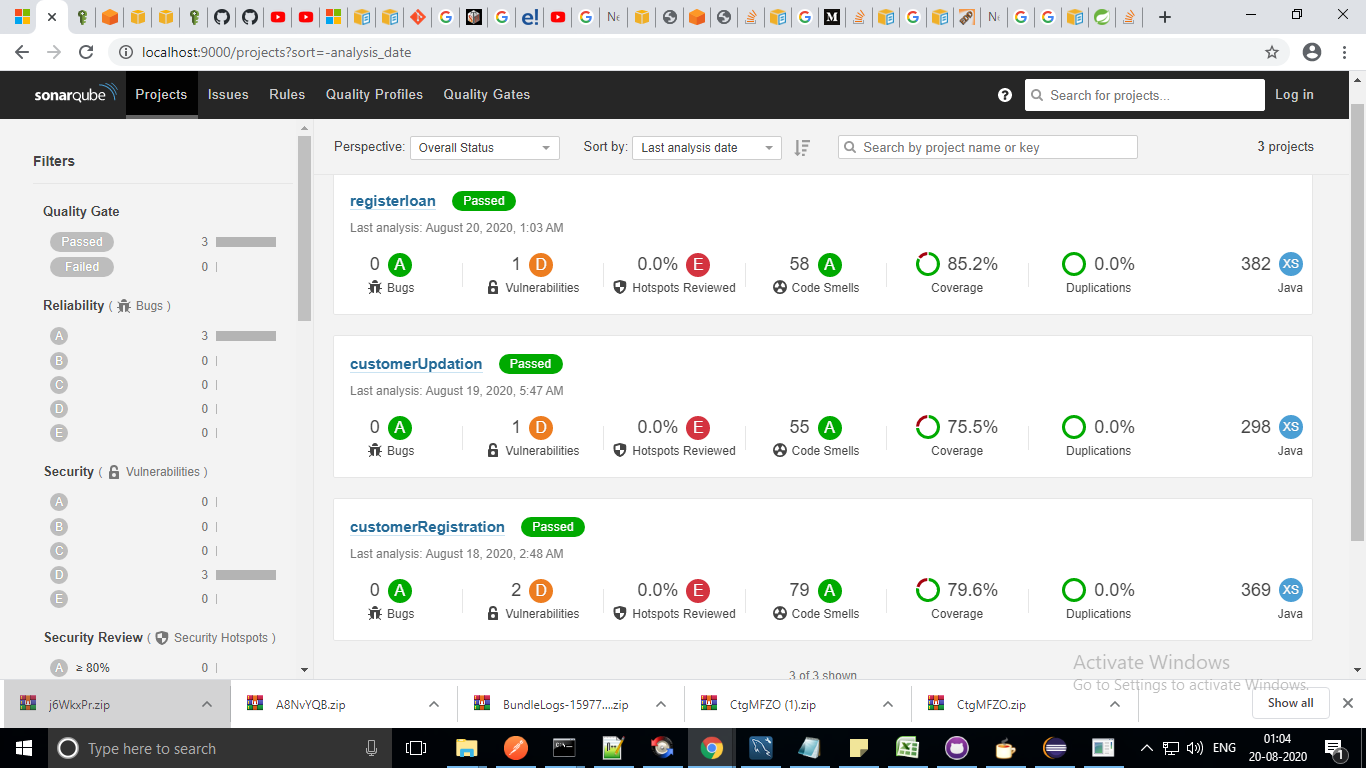 e!
Ne
M
Ne
localhost:9000/projects?sort=-analysis_date
sonarqube Projects Issues Rules Quality Profiles Quality Gates ? Search for projects... Log in
Filters
Quality Gate
Passed 3
Failed 0
Reliability ( Bugs )
A 3
B 0
C 0
D 0
E 0
Security ( Vulnerabilities )
A 0
B 0
C 0
D 3
E 0
Security Review ( Security Hotspots )
A ≥ 80% 0
Perspective: Overall Status Sort by: Last analysis date Search by project name or key 3 projects
registerloan Passed
Last analysis: August 20, 2020, 1:03 AM
0 A 1 D 0.0% E 58 A 85.2% 0.0% 382 XS
Bugs Vulnerabilities Hotspots Reviewed Code Smells Coverage Duplications Java
customerUpdation Passed
Last analysis: August 19, 2020, 5:47 AM
0 A 1 D 0.0% E 55 A 75.5% 0.0% 298 XS
Bugs Vulnerabilities Hotspots Reviewed Code Smells Coverage Duplications Java
customerRegistration Passed
Last analysis: August 18, 2020, 2:48 AM
0 A 2 D 0.0% E 79 A 79.6% 0.0% 369 XS
Bugs Vulnerabilities Hotspots Reviewed Code Smells Coverage Duplications Java
3 of 3 shown
Activate Windows
Go to Settings to activate Windows.
j6WkxPr.zip A8NvYQB.zip BundleLogs-15977....zip CtgMFZO (1).zip CtgMFZO.zip Show all
Type here to search
ENG
01:04
20-08-2020
1